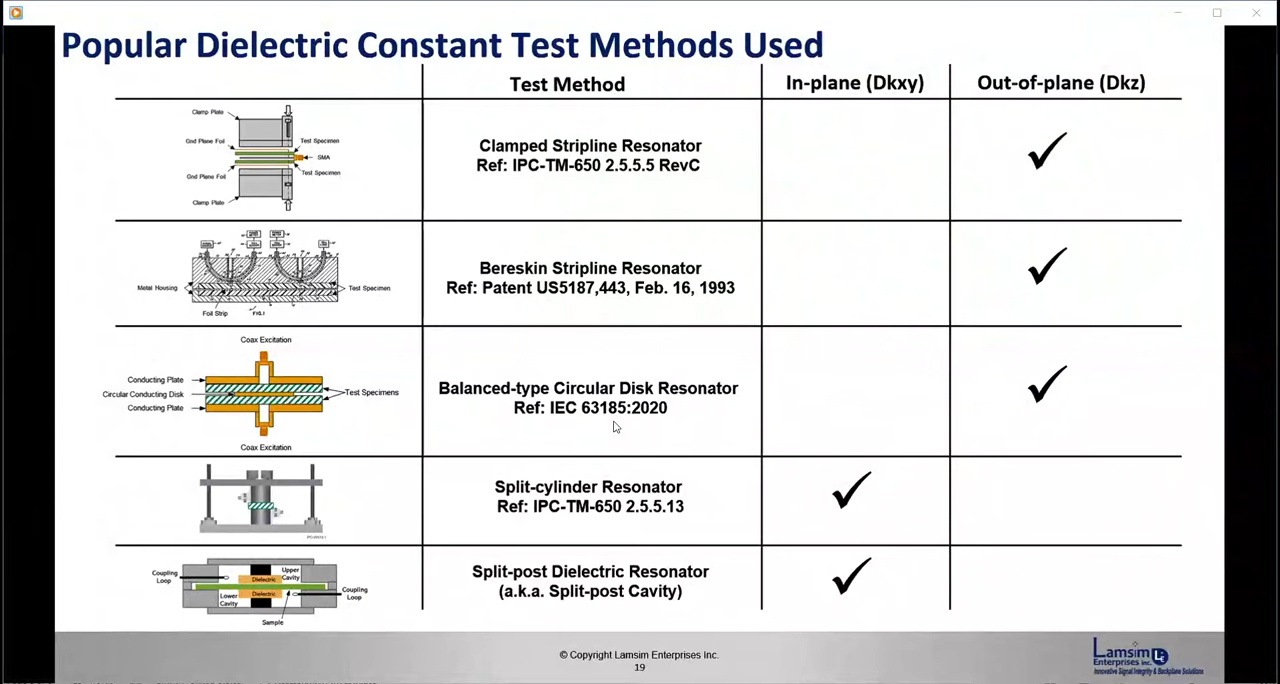 Popular Dielectric Constant Test Methods Used
Test Method
In-plane (Dkxy)
Out-of-plane (Dkz)
Clamp Plate
Gnd Plane Foil
Test Specimen
SMA
Gnd Plane Foil
Test Specimen
Clamp Plate
Clamped Stripline Resonator
Ref: IPC-TM-650 2.5.5.5 RevC
Metal Housing
Test Specimen
Foil Strip
FIG.1
Bereskin Stripline Resonator
Ref: Patent US5187,443, Feb. 16, 1993
Coax Excitation
Conducting Plate
Circular Conducting Disk
Test Specimens
Conducting Plate
Coax Excitation
Balanced-type Circular Disk Resonator
Ref: IEC 63185:2020
Split-cylinder Resonator
Ref: IPC-TM-650 2.5.5.13
Coupling
Loop
Upper
Cavity
Dielectric
Dielectric
Coupling
Loop
Lower
Cavity
Sample
Split-post Dielectric Resonator
(a.k.a. Split-post Cavity)
© Copyright Lamsim Enterprises Inc.
19
Lamsim
Enterprises Inc.
LE
Innovative Signal Integrity & Backplane Solutions